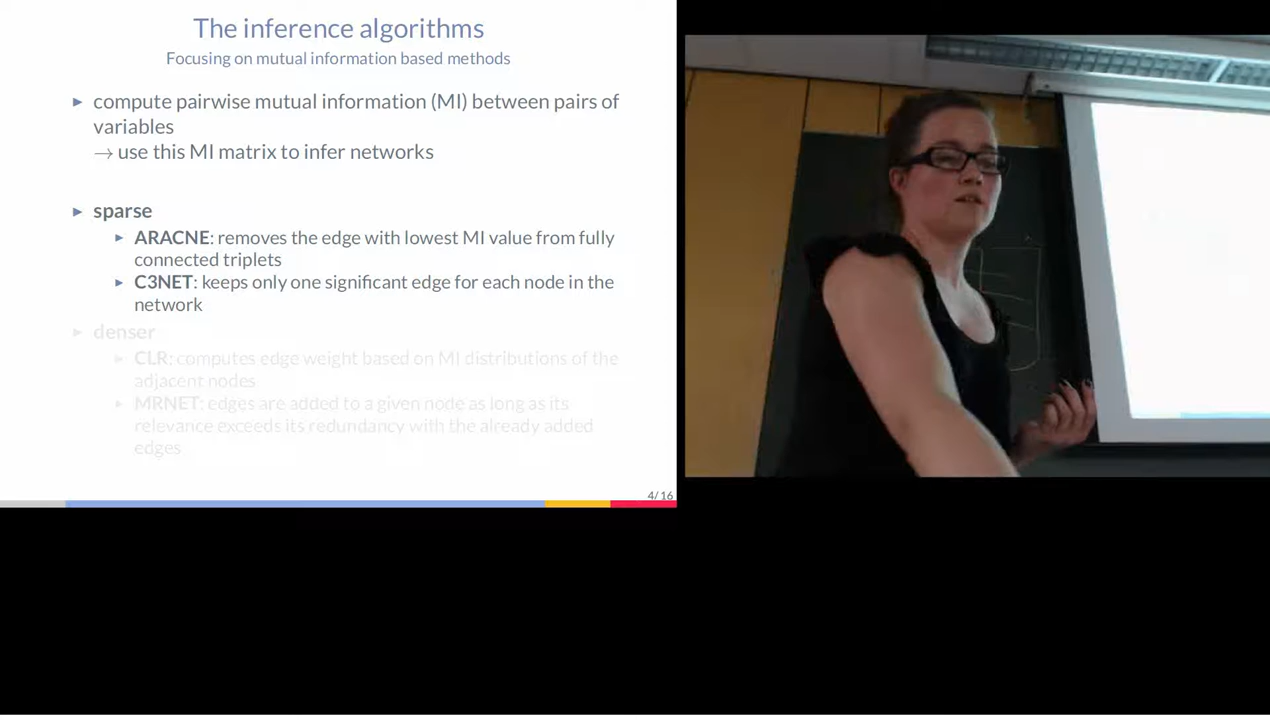 The inference algorithms
Focusing on mutual information based methods
▶ compute pairwise mutual information (MI) between pairs of
variables
→ use this MI matrix to infer networks
▶ sparse
▶ ARACNE: removes the edge with lowest MI value from fully
connected triplets
▶ C3NET: keeps only one significant edge for each node in the
network
▶ denser
▶ CLR: computes edge weight based on MI distributions of the
adjacent nodes
▶ MRNET: edges are added to a given node as long as its
relevance exceeds its redundancy with the already added
edges
4/16